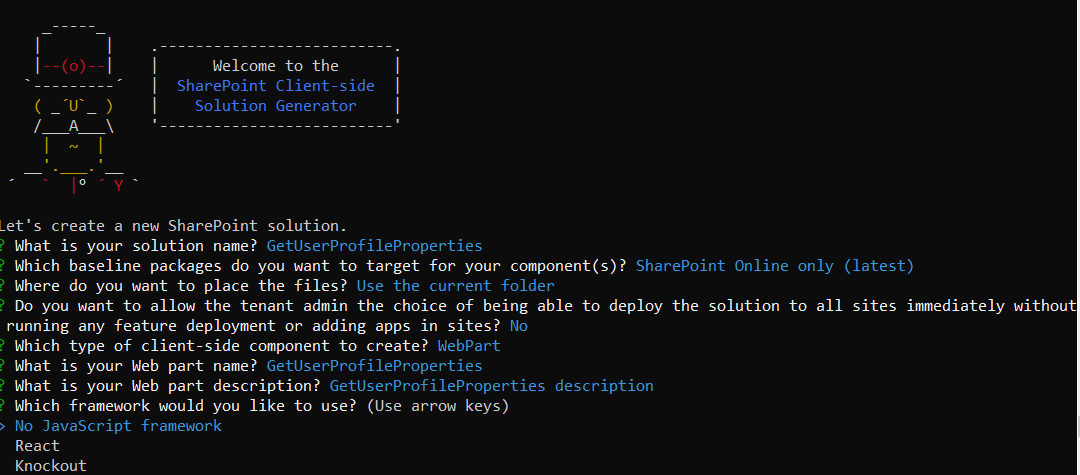 Welcome to the
SharePoint Client-side
Solution Generator
Let's create a new SharePoint solution.
? What is your solution name? GetUserProfileProperties
? Which baseline packages do you want to target for your component(s)? SharePoint Online only (latest)
? Where do you want to place the files? Use the current folder
? Do you want to allow the tenant admin the choice of being able to deploy the solution to all sites immediately without
running any feature deployment or adding apps in sites? No
? Which type of client-side component to create? WebPart
? What is your Web part name? GetUserProfileProperties
? What is your Web part description? GetUserProfileProperties description
? Which framework would you like to use? (Use arrow keys)
> No JavaScript framework
React
Knockout